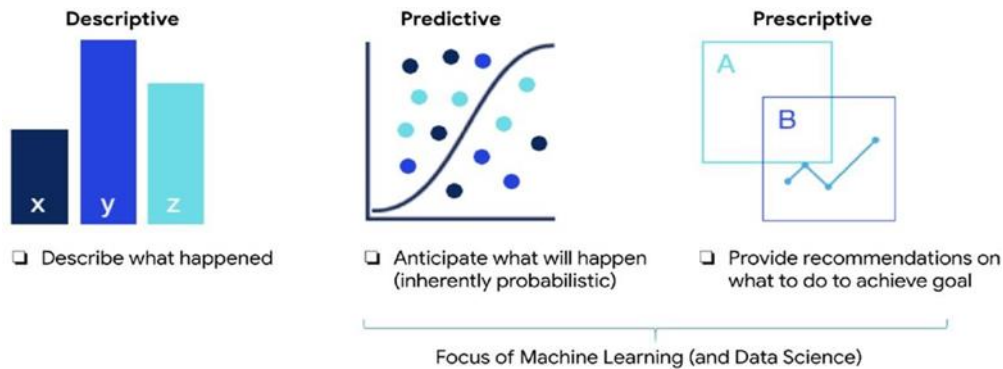 Descriptive
Predictive
Prescriptive
x
y
z
A
B
❏ Describe what happened
❏ Anticipate what will happen
(inherently probabilistic)
❏ Provide recommendations on
what to do to achieve goal
Focus of Machine Learning (and Data Science)